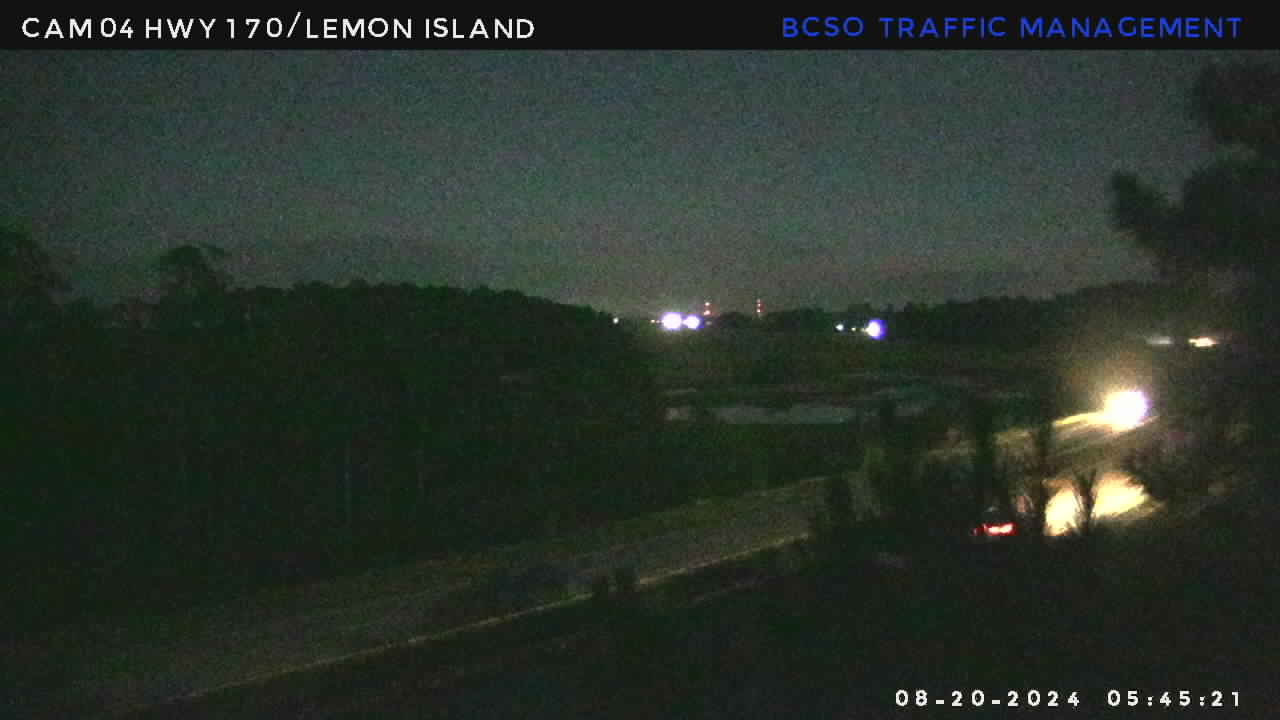 CAM04 HWY 170/LEMON ISLAND
BCSO TRAFFIC MANAGEMENT
08-20-2024 05:45:21